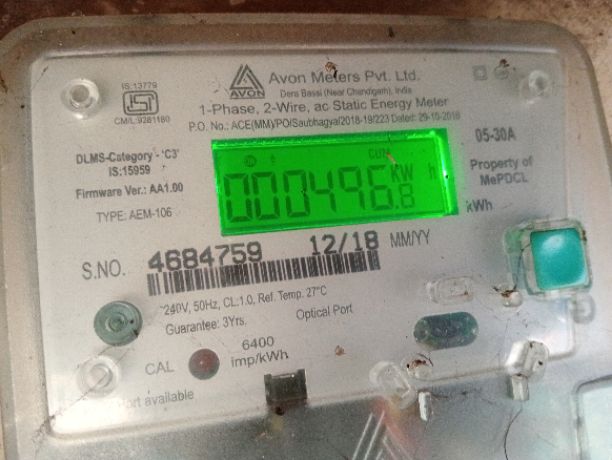 AVON
Avon Meters Pvt. Ltd.
Dera Bassi (Near Chandigarh), India
1-Phase, 2-Wire, ac Static Energy Meter
P.O. No.: ACE(MM)/PO/Saubhagya/2018-19/223 Dated: 29-10-2018
IS:13779
CM/L:9281180
DLMS-Category - 'C3'
IS:15959
Firmware Ver.: AA1.00
TYPE: AEM-106
CUM
000496.8 KW h
05-30A
Property of
MePDCL
kWh
S.NO. 4684759 12/18 MM/YY
~240V, 50Hz, CL:1.0, Ref. Temp. 27°C
Guarantee: 3Yrs. Optical Port
CAL 6400
imp/kWh
Port available